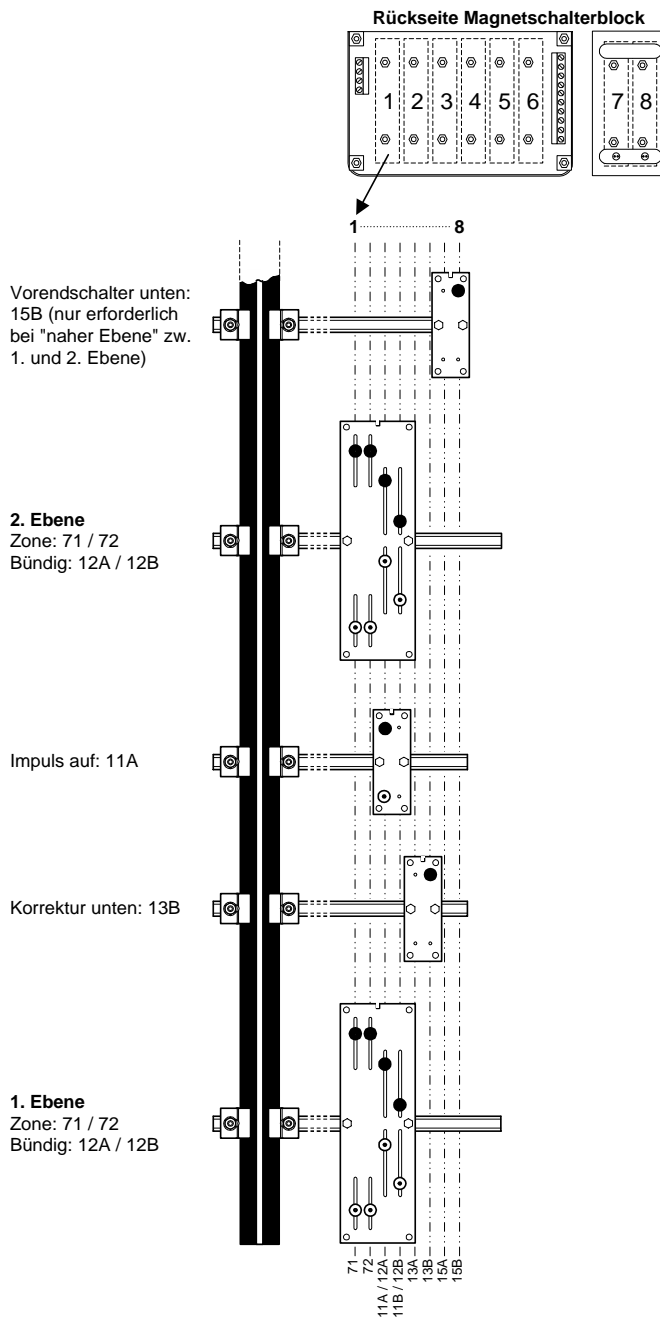 Rückseite Magnetschalterblock
1 2 3 4 5 6 7 8
1 8
Vorendschalter unten:
15B (nur erforderlich
bei "naher Ebene" zw.
1. und 2. Ebene)
2. Ebene
Zone: 71 / 72
Bündig: 12A / 12B
Impuls auf: 11A
Korrektur unten: 13B
1. Ebene
Zone: 71 / 72
Bündig: 12A / 12B
71
72
11A / 12A
11B / 12B
13A
13B
15A
15B